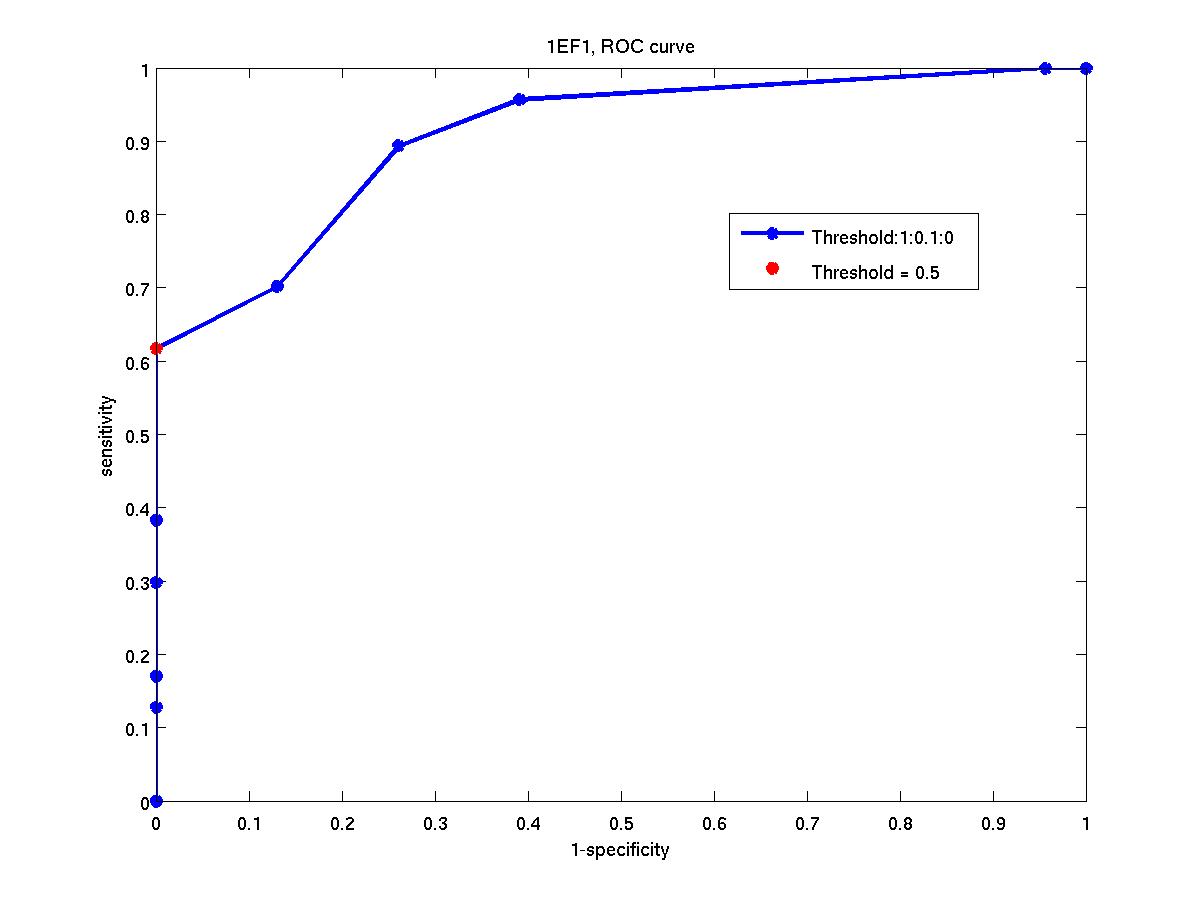 1EF1, ROC curve
1
0.9
0.8
0.7
0.6
0.5
0.4
0.3
0.2
0.1
0
sensitivity
Threshold:1:0.1:0
Threshold = 0.5
0 0.1 0.2 0.3 0.4 0.5 0.6 0.7 0.8 0.9 1
1-specificity